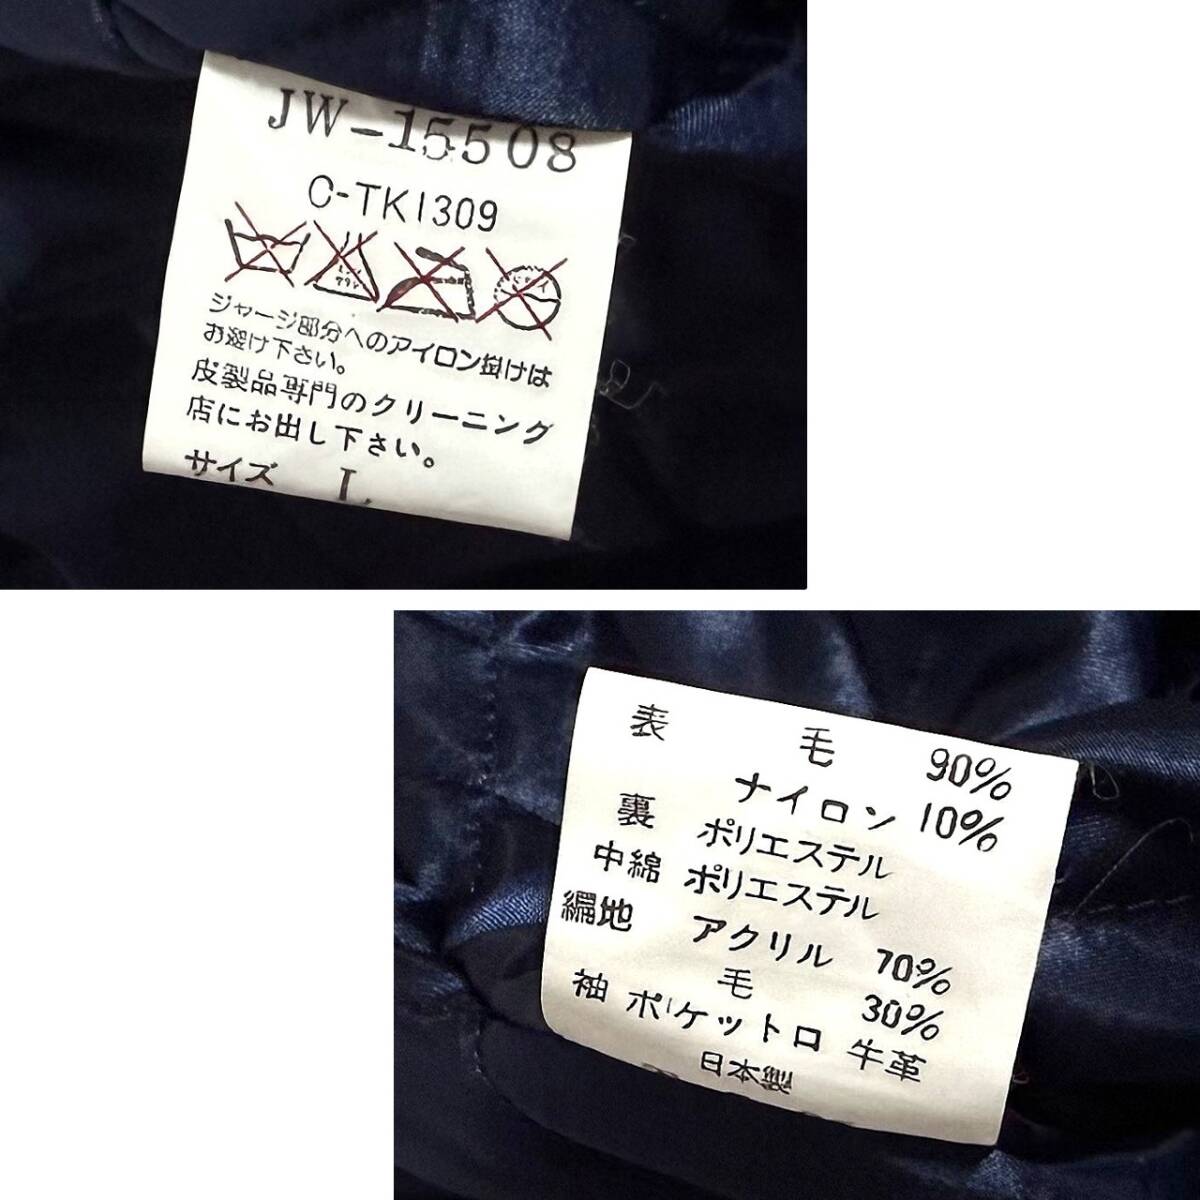 JW-15508
C-TK1309
ジャージ部分へのアイロン掛けは
お避け下さい。
皮製品専門のクリーニング
店にお出し下さい。
サイズ L
表 毛 90%
ナイロン 10%
裏 ポリエステル
中綿 ポリエステル
編地 アクリル 70%
毛 30%
袖 ポケットロ 牛革
日本製